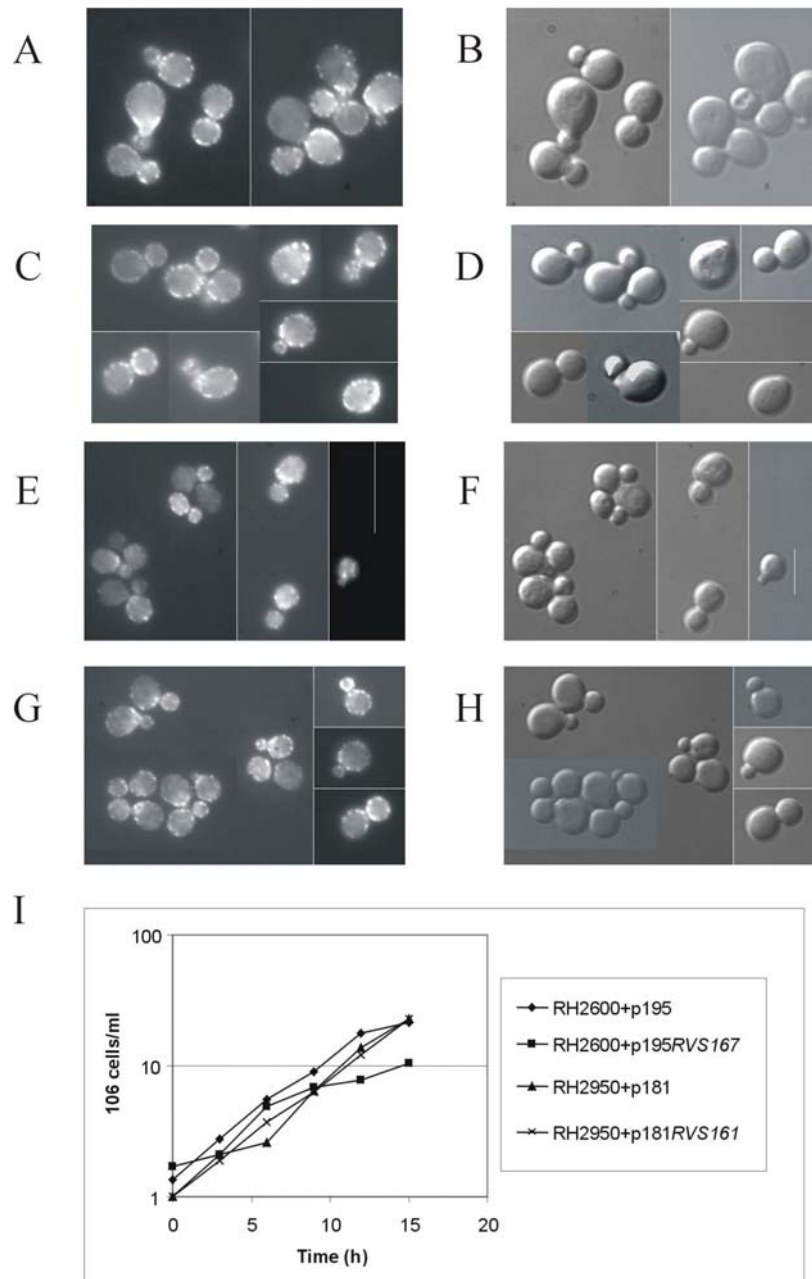 A
B
C
D
E
F
G
H
I
100
10
1
106 cells/ml
0
5
10
15
20
Time (h)
RH2600+p195
RH2600+p195RVS167
RH2950+p181
RH2950+p181RVS161